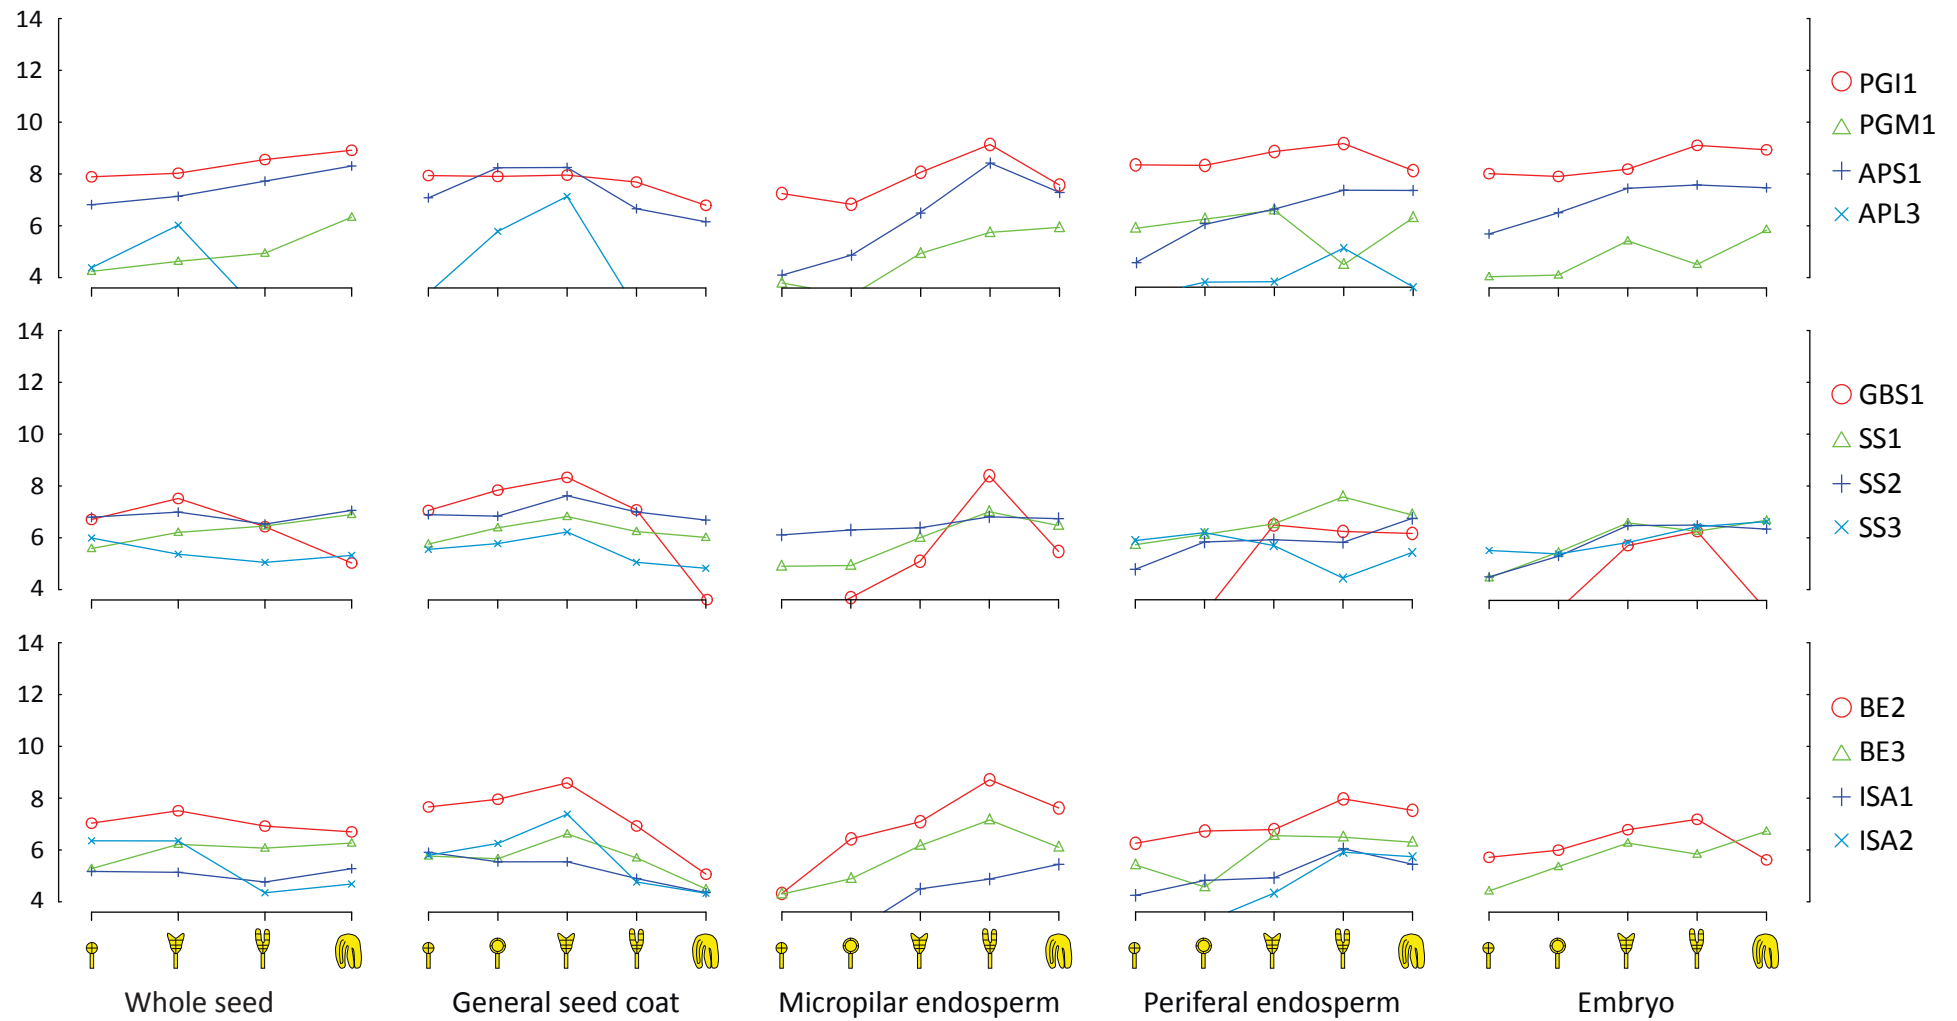 14
12
10
8
6
4
PGI1
PGM1
APS1
APL3
14
12
10
8
6
4
GBS1
SS1
SS2
SS3
14
12
10
8
6
4
BE2
BE3
ISA1
ISA2
Whole seed
General seed coat
Micropilar endosperm
Periferal endosperm
Embryo